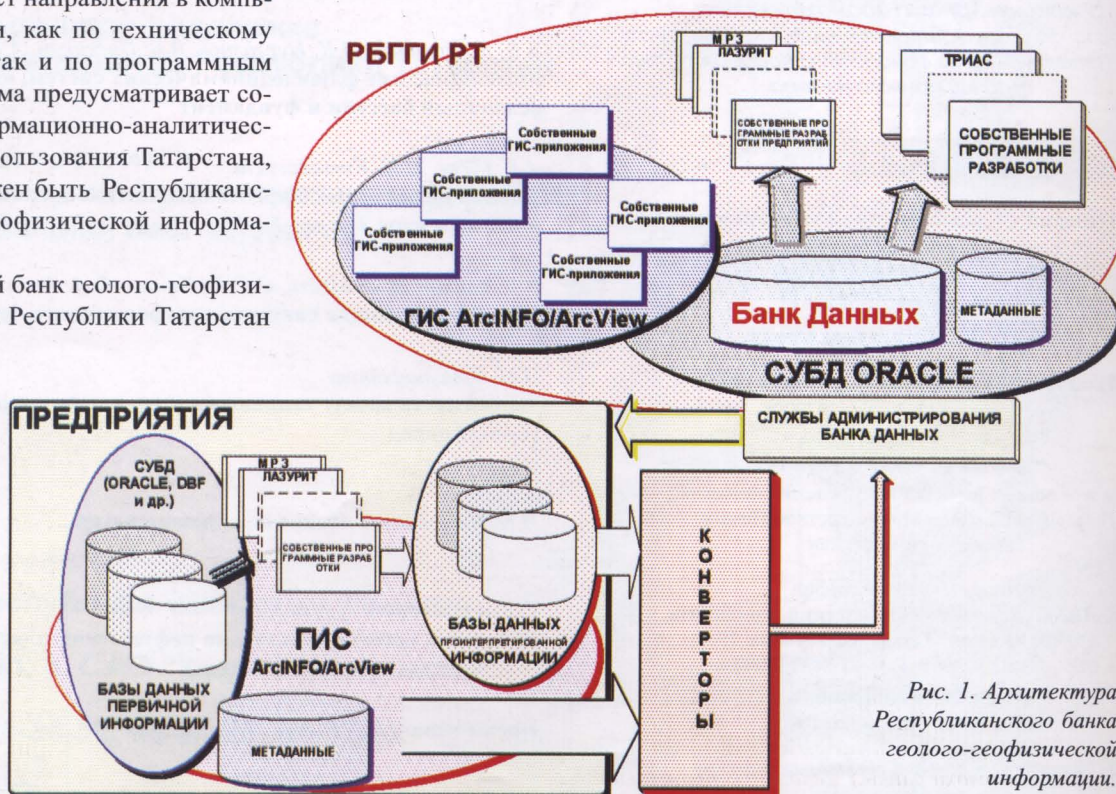 ет направления в компь-
и, как по техническому
так и по программным
ма предусматривает со-
рмационно-аналитичес-
ользования Татарстана,
жен быть Республиканс-
еофизической информа-
й банк геолого-геофизи-
Республики Татарстан
РБГГИ РТ
Собственные
ГИС-приложения
Собственные
ГИС-приложения
Собственные
ГИС-приложения
Собственные
ГИС-приложения
Собственные
ГИС-приложения
ГИС ArcINFO/ArcView
МРЗ
ЛАЗУРИТ
СОБСТВЕННЫЕ ПРО
ГРАММНЫЕ РАЗРАБ
ОТКИ ПРЕДПРИЯТИЙ
ТРИАС
СОБСТВЕННЫЕ
ПРОГРАММНЫЕ
РАЗРАБОТКИ
Банк Данных
МЕТАДАННЫЕ
СУБД ORACLE
СЛУЖБЫ АДМИНИСТРИРОВАНИЯ
БАНКА ДАННЫХ
ПРЕДПРИЯТИЯ
СУБД
(ORACLE, DBF
и др.)
БАЗЫ ДАННЫХ
ПЕРВИЧНОЙ
ИНФОРМАЦИИ
МРЗ
ЛАЗУРИТ
СОБСТВЕННЫЕ ПРО
ГРАММНЫЕ РАЗРАБ
ОТКИ
ГИС
ArcINFO/ArcView
МЕТАДАННЫЕ
БАЗЫ ДАННЫХ
ПРОИНТЕРПРЕТИРОВАННОЙ
ИНФОРМАЦИИ
К
О
Н
В
Е
Р
Т
О
Р
Ы
Рис. 1. Архитектура
Республиканского банка
геолого-геофизической
информации.